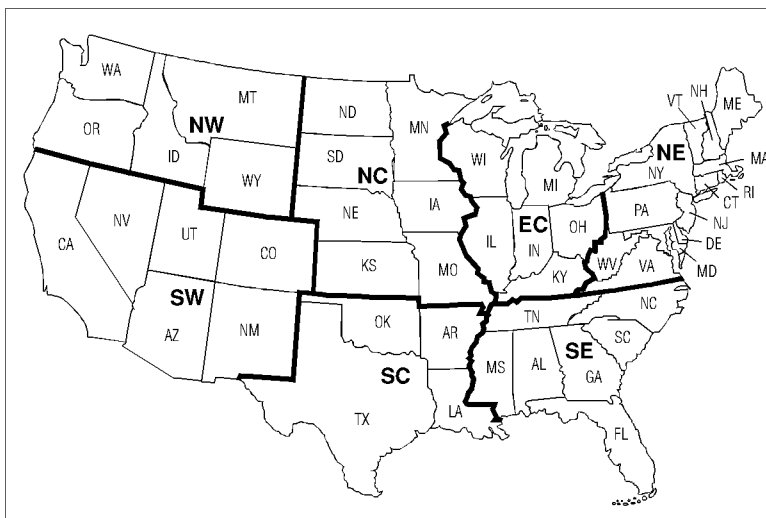 WA
MT
ND
MN
VT
NH
ME
OR
NW
ID
SD
WI
MI
NE
NY
MA
WY
NC
RI
CT
NE
IA
PA
NJ
NV
UT
CO
IL
EC
IN
OH
DE
CA
KS
MO
KY
WV
VA
MD
SW
AZ
NM
OK
AR
TN
NC
SC
MS
AL
SE
GA
SC
TX
LA
FL